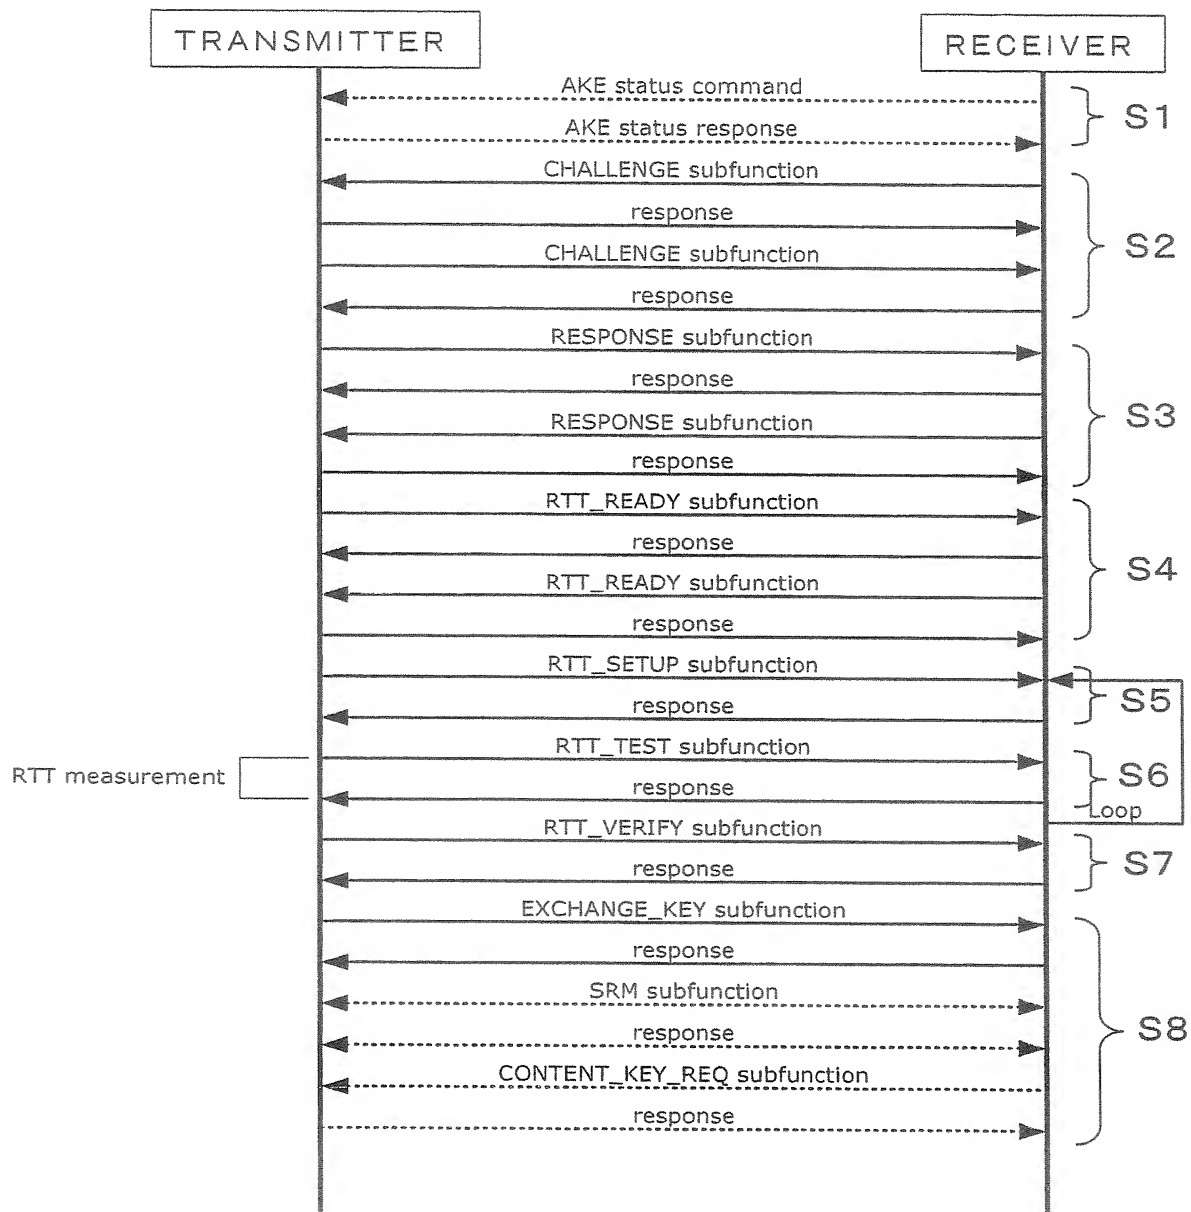 TRANSMITTER
RECEIVER
AKE status command
S1
AKE status response
CHALLENGE subfunction
response
S2
CHALLENGE subfunction
response
RESPONSE subfunction
response
S3
RESPONSE subfunction
response
RTT_READY subfunction
response
S4
RTT_READY subfunction
response
RTT_SETUP subfunction
S5
response
RTT_TEST subfunction
RTT measurement
S6
response
Loop
RTT_VERIFY subfunction
S7
response
EXCHANGE_KEY subfunction
response
SRM subfunction
S8
response
CONTENT_KEY_REQ subfunction
response